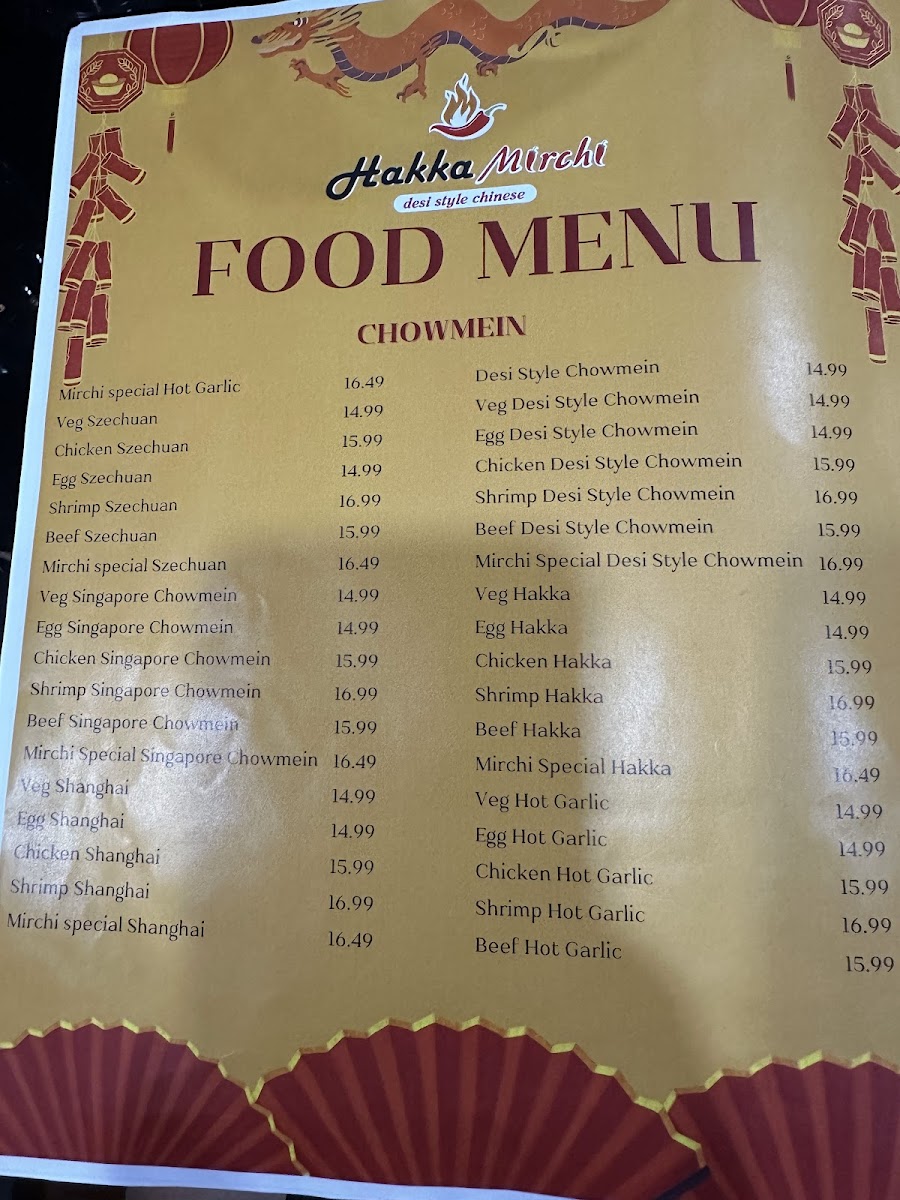 Hakka Mirchi
desi style chinese
FOOD MENU
CHOWMEIN
Mirchi special Hot Garlic 16.49
Veg Szechuan 14.99
Chicken Szechuan 15.99
Egg Szechuan 14.99
Shrimp Szechuan 16.99
Beef Szechuan 15.99
Mirchi special Szechuan 16.49
Veg Singapore Chowmein 14.99
Egg Singapore Chowmein 14.99
Chicken Singapore Chowmein 15.99
Shrimp Singapore Chowmein 16.99
Beef Singapore Chowmein 15.99
Mirchi Special Singapore Chowmein 16.49
Veg Shanghai 14.99
Egg Shanghai 14.99
Chicken Shanghai 15.99
Shrimp Shanghai 16.99
Mirchi special Shanghai 16.49
Desi Style Chowmein 14.99
Veg Desi Style Chowmein 14.99
Egg Desi Style Chowmein 14.99
Chicken Desi Style Chowmein 15.99
Shrimp Desi Style Chowmein 16.99
Beef Desi Style Chowmein 15.99
Mirchi Special Desi Style Chowmein 16.99
Veg Hakka 14.99
Egg Hakka 14.99
Chicken Hakka 15.99
Shrimp Hakka 16.99
Beef Hakka 15.99
Mirchi Special Hakka 16.49
Veg Hot Garlic 14.99
Egg Hot Garlic 14.99
Chicken Hot Garlic 15.99
Shrimp Hot Garlic 16.99
Beef Hot Garlic 15.99